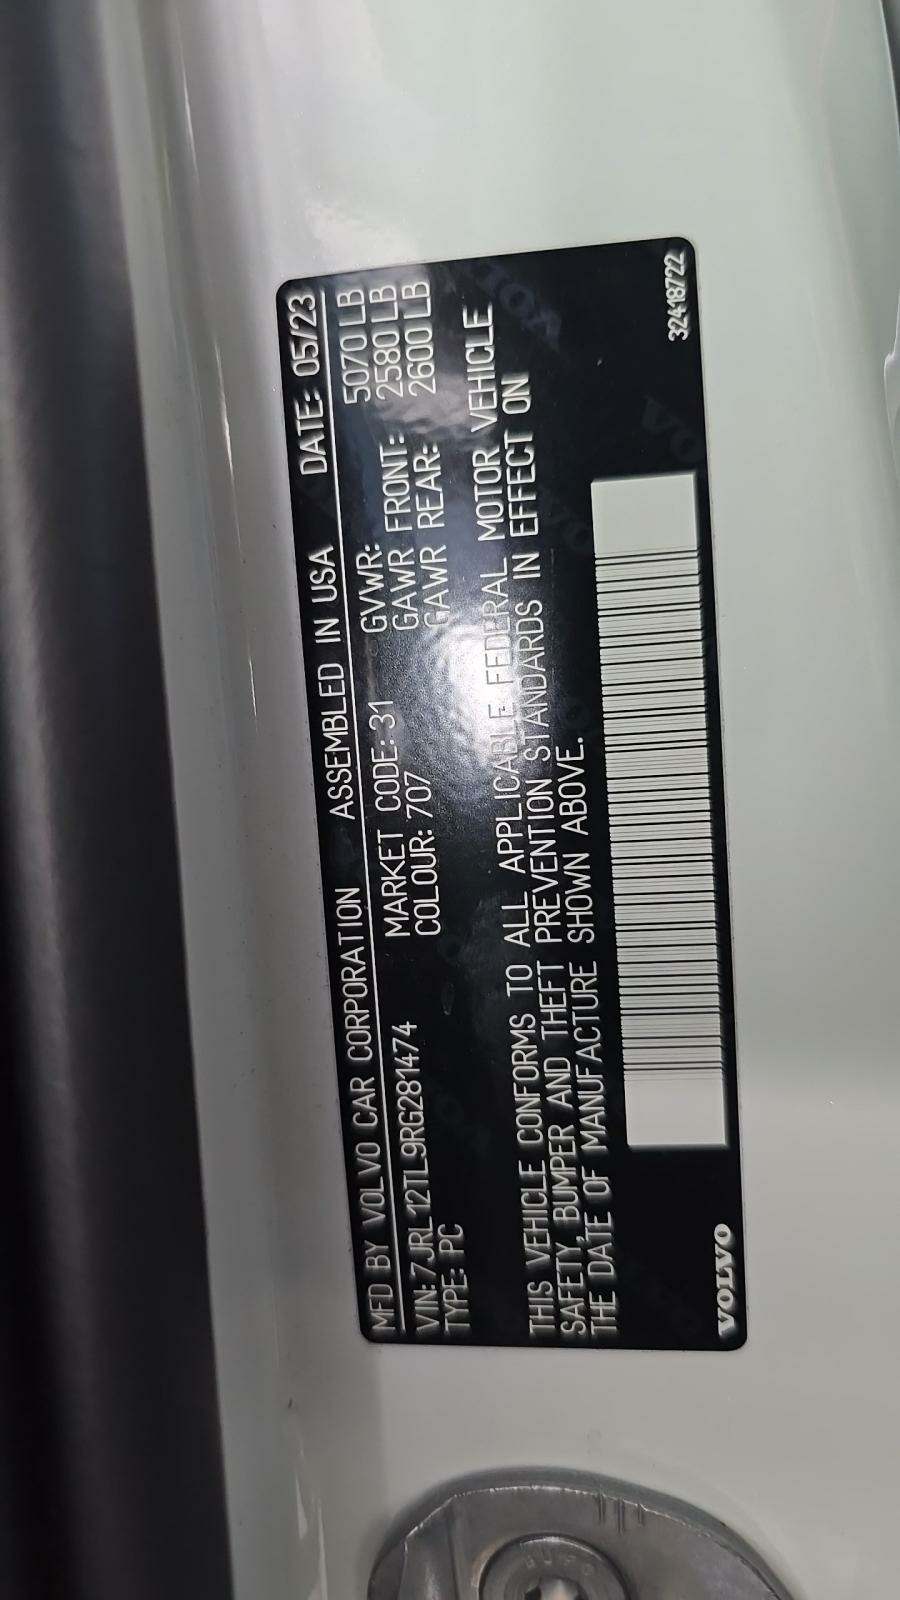 MFD BY VOLVO CAR CORPORATION ASSEMBLED IN USA DATE: 05/23
VIN: 7JRL12TL9RG281474 MARKET CODE: 31 GVWR: 5070 LB
TYPE: PC COLOUR: 707 GAWR FRONT: 2580 LB
GAWR REAR: 2600 LB
THIS VEHICLE CONFORMS TO ALL APPLICABLE FEDERAL MOTOR VEHICLE
SAFETY, BUMPER AND THEFT PREVENTION STANDARDS IN EFFECT ON
THE DATE OF MANUFACTURE SHOWN ABOVE.
VOLVO 32418722